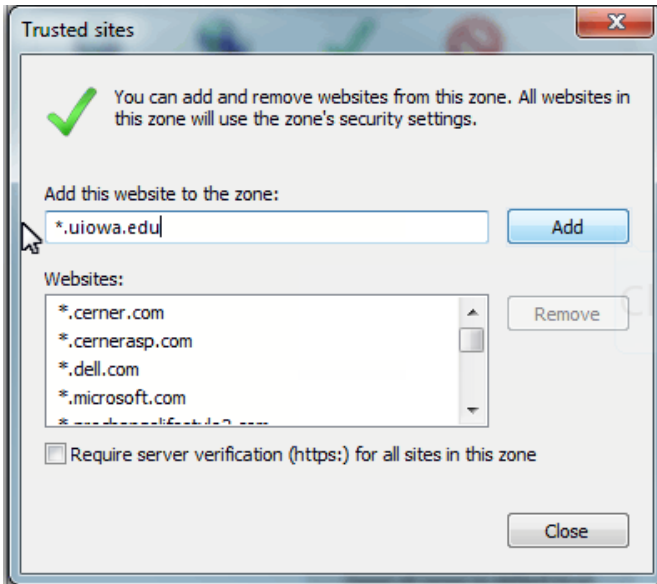 Trusted sites
You can add and remove websites from this zone. All websites in
this zone will use the zone's security settings.
Add this website to the zone:
*.uiowa.edu
Add
Websites:
*.cerner.com
Remove
*.cernerasp.com
*.dell.com
*.microsoft.com
Require server verification (https:) for all sites in this zone
Close